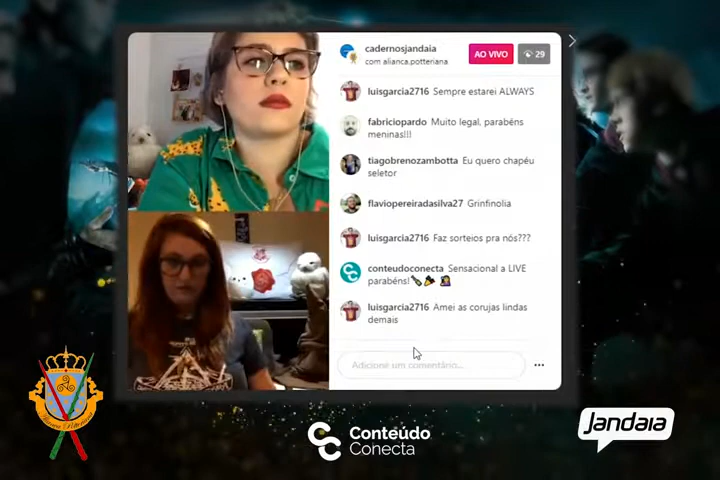 cadernosjandaia
com alianca.potteriana
AO VIVO
29
luisgarcia2716 Sempre estarei ALWAYS
fabriciopardo Muito legal, parabéns
meninas!!!
tiagobrenozambotta Eu quero chapéu
seletor
flaviopereiradasilva27 Grinfinolia
luisgarcia2716 Faz sorteios pra nós???
conteudoconecta Sensacional a LIVE
parabéns!
luisgarcia2716 Amei as corujas lindas
demais
Adicione um comentário...
Conteúdo
Conecta
Jandaia